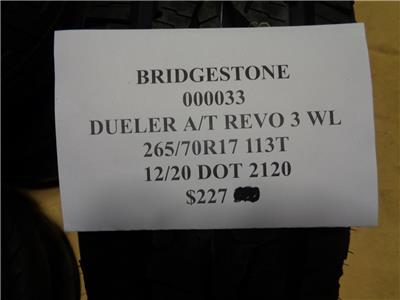 BRIDGESTONE
000033
DUELER A/T REVO 3 WL
265/70R17 113T
12/20 DOT 2120
$227